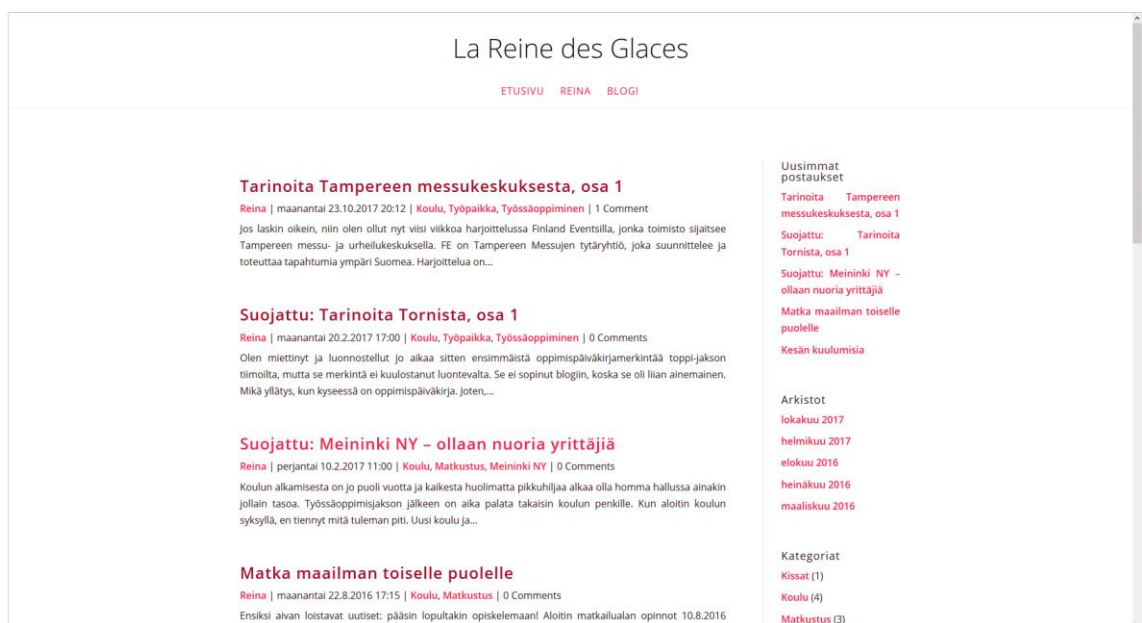 La Reine des Glaces
ETUSIVU REINA BLOGI
Tarinoita Tampereen messukeskuksesta, osa 1
Reina | maanantai 23.10.2017 20:12 | Koulu, Työpaikka, Työssäoppiminen | 1 Comment
Jos laskin oikein, niin olen ollut nyt viisi viikkoa harjoittelussa Finland Eventsilla, jonka toimisto sijaitsee
Tampereen messu- ja urheilukeskuksella. FE on Tampereen Messujen tytäryhtiö, joka suunnittelee ja
toteuttaa tapahtumia ympäri Suomea. Harjoittelua on...
Suojattu: Tarinoita Tornista, osa 1
Reina | maanantai 20.2.2017 17:00 | Koulu, Työpaikka, Työssäoppiminen | 0 Comments
Olen miettinyt ja luonnostellut jo aikaa sitten ensimmäistä oppimispäiväkirjamerkintää toppi-jakson
tiimoilta, mutta se merkintä ei kuulostanut luontevalta. Se ei sopinut blogiin, koska se oli liian ainemainen.
Mikä yllätys, kun kyseessä on oppimispäiväkirja. Joten,...
Suojattu: Meininki NY – ollaan nuoria yrittäjiä
Reina | perjantai 10.2.2017 11:00 | Koulu, Matkustus, Meininki NY | 0 Comments
Koulun alkamisesta on jo puoli vuotta ja kaikesta huolimatta pikkuhiljaa alkaa olla homma hallussa ainakin
jollain tasoa. Työssäoppimisjakson jälkeen on aika palata takaisin koulun penkille. Kun aloitin koulun
syksyllä, en tiennyt mitä tuleman piti. Uusi koulu ja...
Matka maailman toiselle puolelle
Reina | maanantai 22.8.2016 17:15 | Koulu, Matkustus | 0 Comments
Ensiksi aivan loistavat uutiset: pääsin lopultakin opiskelemaan! Aloitin matkailualan opinnot 10.8.2016
Uusimmat
postaukset
Tarinoita Tampereen
messukeskuksesta, osa 1
Suojattu: Tarinoita
Tornista, osa 1
Suojattu: Meininki NY –
ollaan nuoria yrittäjiä
Matka maailman toiselle
puolelle
Kesän kuulumisia
Arkistot
lokakuu 2017
helmikuu 2017
elokuu 2016
heinäkuu 2016
maaliskuu 2016
Kategoriat
Kissat (1)
Koulu (4)
Matkustus (3)